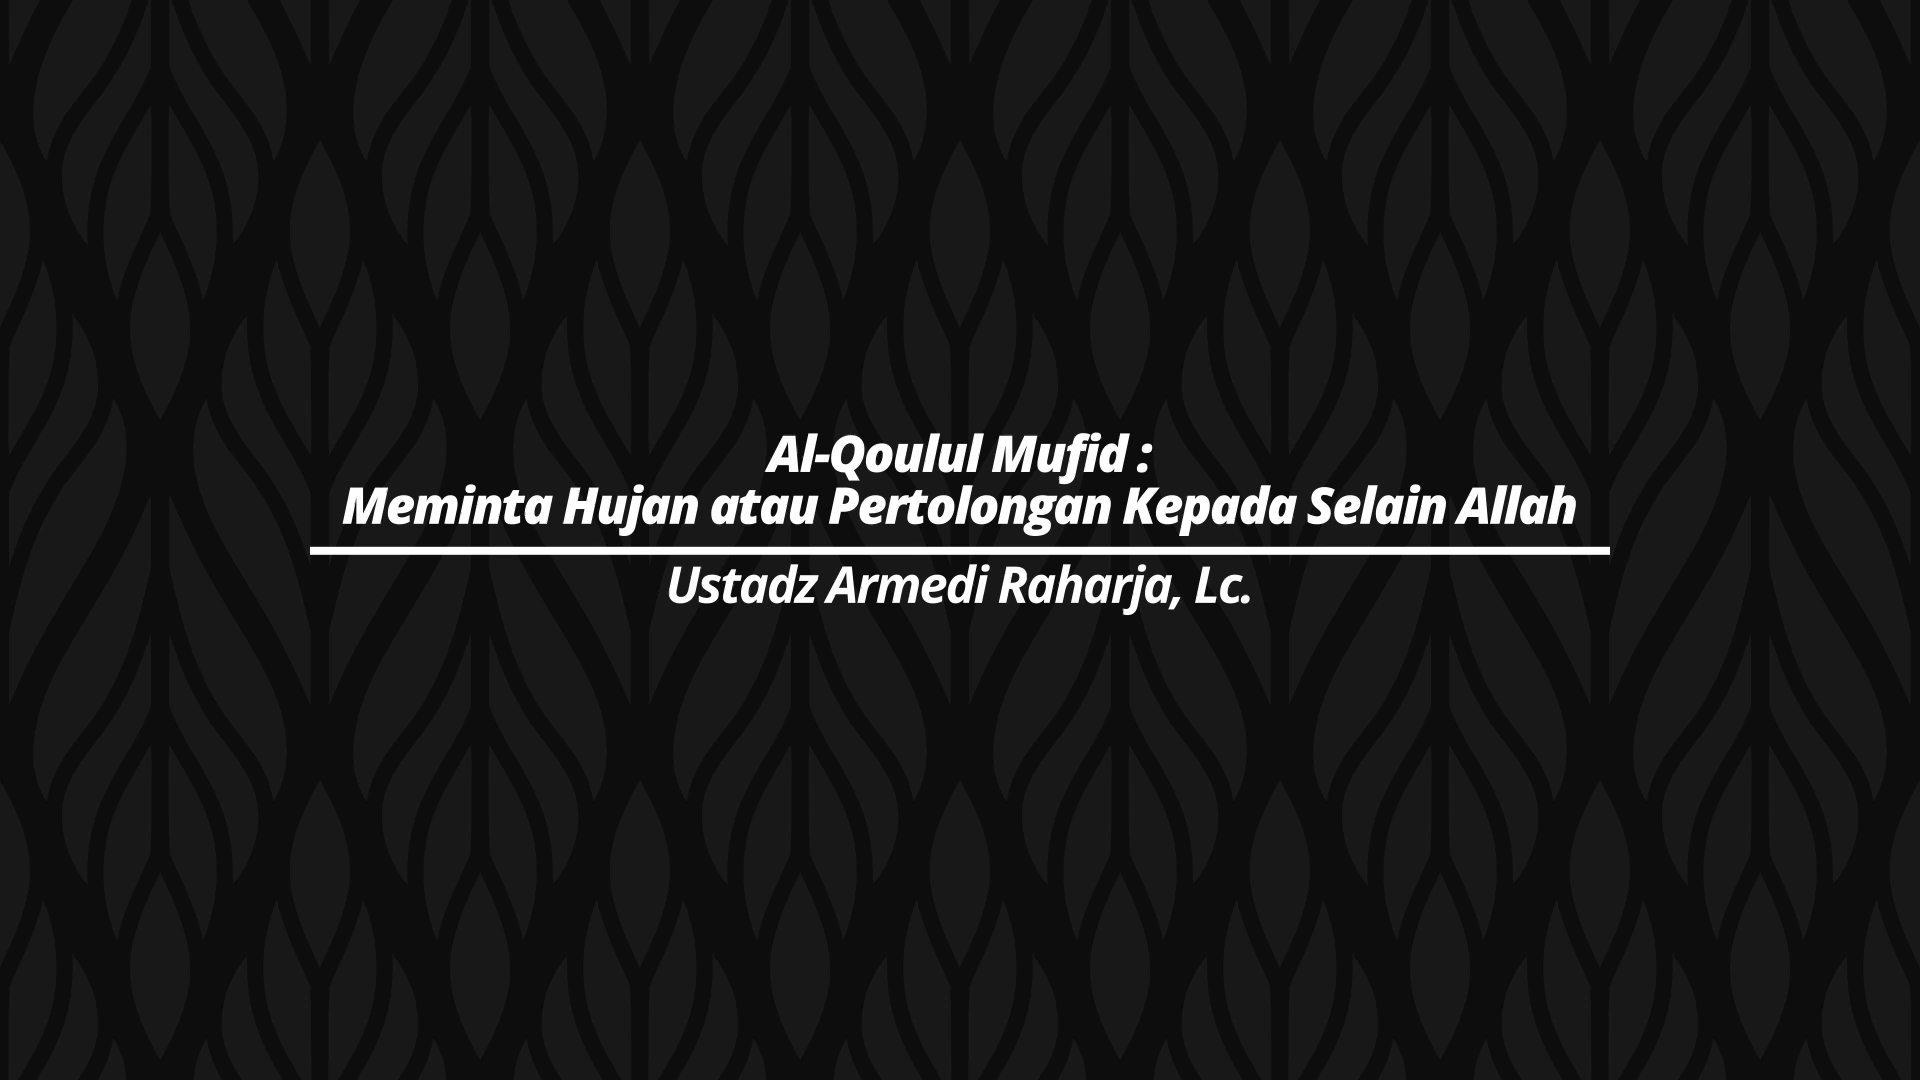 Al-Qoulul Mufid :
Meminta Hujan atau Pertolongan Kepada Selain Allah
Ustadz Armedi Raharja, Lc.